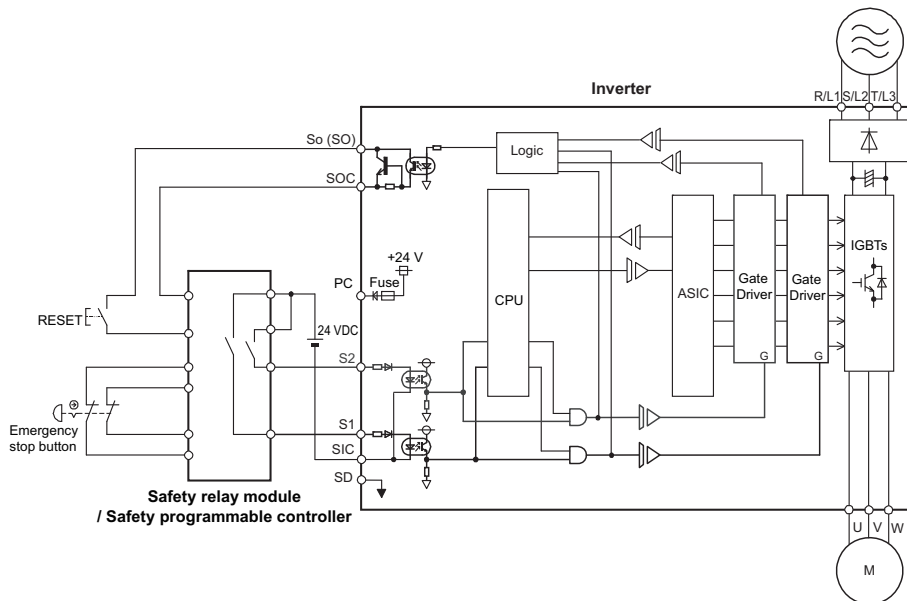 Inverter
R/L1 S/L2 T/L3
So (SO)
SOC
Logic
+24 V
PC
Fuse
CPU
ASIC
Gate
Driver
Gate
Driver
IGBTs
RESET
24 VDC
S2
G
G
Emergency
stop button
S1
SIC
SD
Safety relay module
/ Safety programmable controller
U V W
M